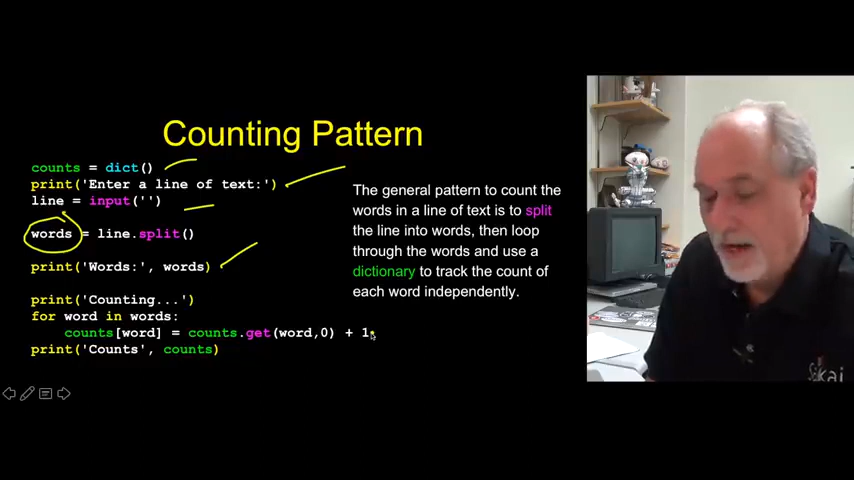 Counting Pattern
counts = dict()
print('Enter a line of text:')
line = input('')
words = line.split()
print('Words:', words)
print('Counting...')
for word in words:
    counts[word] = counts.get(word,0) + 1
print('Counts', counts)
The general pattern to count the
words in a line of text is to split
the line into words, then loop
through the words and use a
dictionary to track the count of
each word independently.